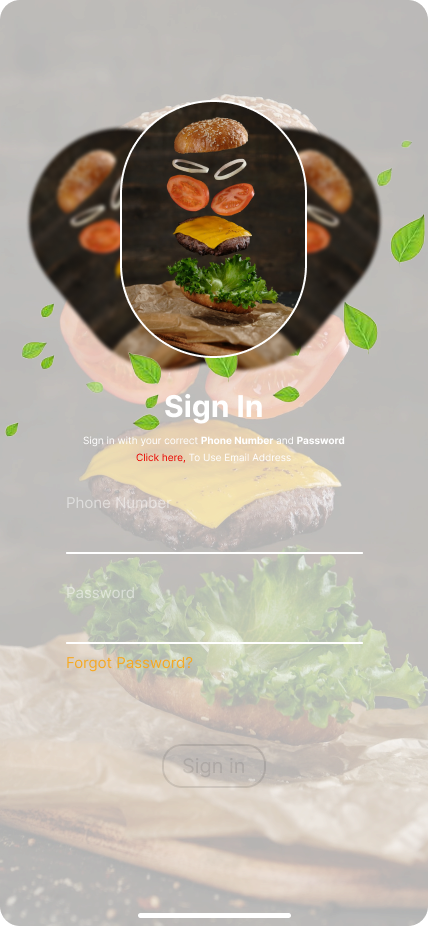 Sign In
Sign in with your correct Phone Number and Password
Click here, To Use Email Address
Phone Number
Password
Forgot Password?
Sign in